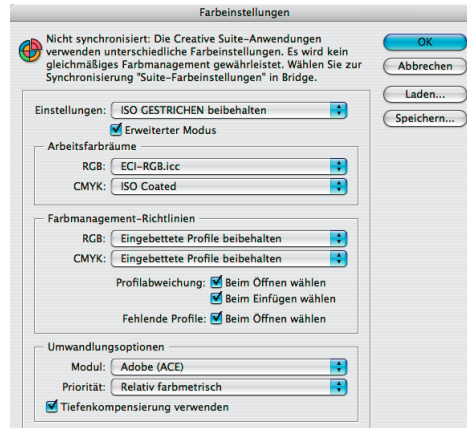 Farbeinstellungen
Nicht synchronisiert: Die Creative Suite-Anwendungen
verwenden unterschiedliche Farbeinstellungen. Es wird kein
gleichmäßiges Farbmanagement gewährleistet. Wählen Sie zur
Synchronisierung "Suite-Farbeinstellungen" in Bridge.
OK
Abbrechen
Laden...
Speichern...
Einstellungen: ISO GESTRICHEN beibehalten
Erweiterter Modus
Arbeitsfarbräume
RGB: ECI-RGB.icc
CMYK: ISO Coated
Farbmanagement-Richtlinien
RGB: Eingebettete Profile beibehalten
CMYK: Eingebettete Profile beibehalten
Profilabweichung: Beim Öffnen wählen
Beim Einfügen wählen
Fehlende Profile: Beim Öffnen wählen
Umwandlungsoptionen
Modul: Adobe (ACE)
Priorität: Relativ farbmetrisch
Tiefenkompensierung verwenden